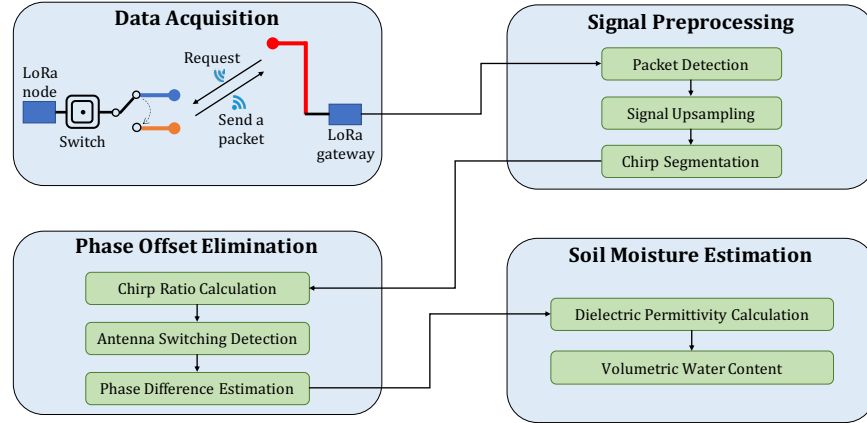 Data Acquisition
Request
LoRa
node
Switch
Send a
packet
LoRa
gateway
Signal Preprocessing
Packet Detection
Signal Upsampling
Chirp Segmentation
Phase Offset Elimination
Chirp Ratio Calculation
Antenna Switching Detection
Phase Difference Estimation
Soil Moisture Estimation
Dielectric Permittivity Calculation
Volumetric Water Content